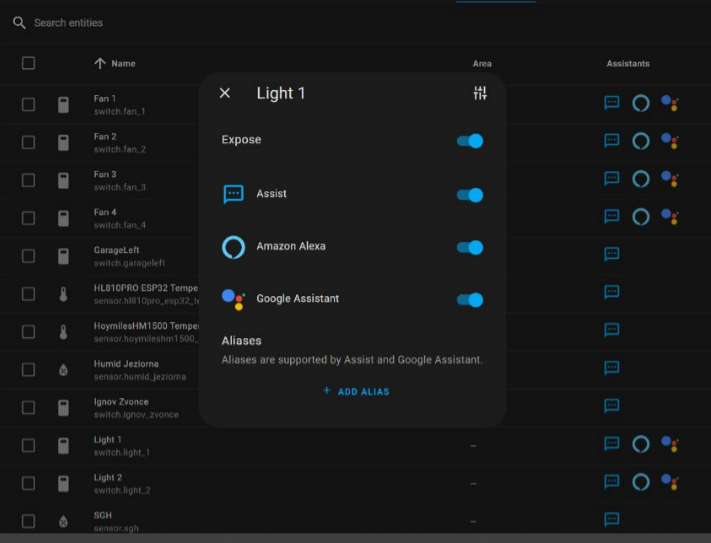 Search entities
Name
Area
Assistants
Fan 1
switch.fan_1
Fan 2
switch.fan_2
Fan 3
switch.fan_3
Fan 4
switch.fan_4
GarageLeft
switch.garageleft
HL810PRO ESP32 Tempe
sensor.hl810pro_esp32_te
HoymilesHM1500 Tempe
sensor.hoymileshm1500_
Humid Jeziorna
sensor.humid_jeziorna
Ignov Zvonce
switch.ignov_zvonce
Light 1
switch.light_1
–
Light 2
switch.light_2
–
SGH
sensor.sgh
–
Light 1
Expose
Assist
Amazon Alexa
Google Assistant
Aliases
Aliases are supported by Assist and Google Assistant.
+ ADD ALIAS